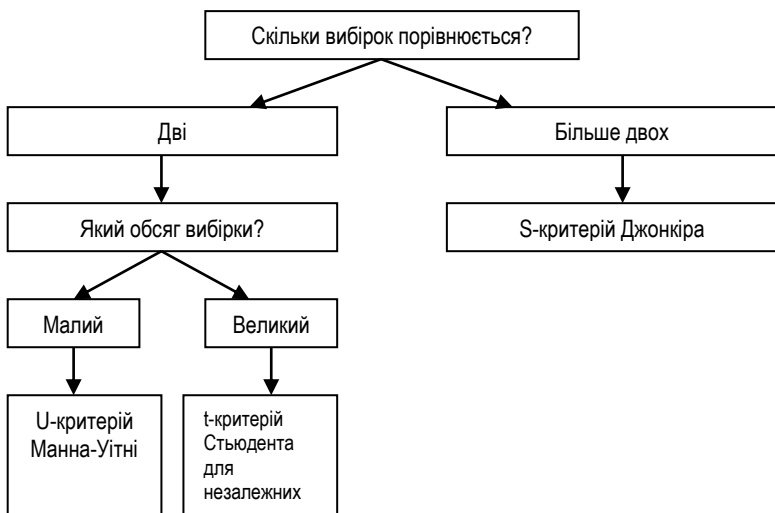 Скільки вибірок порівнюється?
Дві
Більше двох
Який обсяг вибірки?
S-критерій Джонкіра
Малий
Великий
U-критерій
Манна-Уітні
t-критерій
Стьюдента
для
незалежних